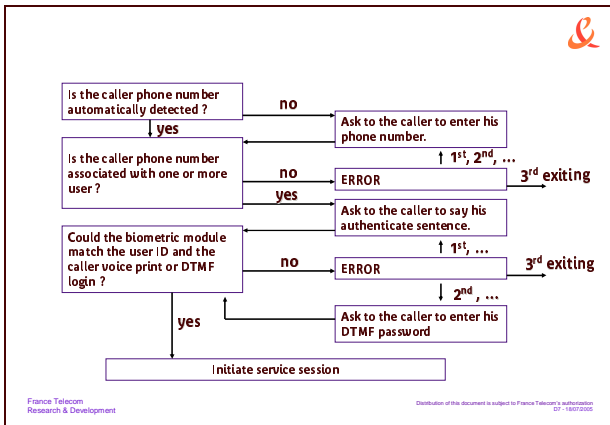 Is the caller phone number
automatically detected ?
no
yes
Ask to the caller to enter his
phone number.
Is the caller phone number
associated with one or more
user ?
no
yes
1st, 2nd, ...
ERROR
3rd exiting
Ask to the caller to say his
authenticate sentence.
Could the biometric module
match the user ID and the
caller voice print or DTMF
login ?
no
1st, ...
ERROR
3rd exiting
2nd , ...
Ask to the caller to enter his
DTMF password
yes
Initiate service session
France Telecom
Research & Development
Distribution of this document is subject to France Telecom's authorization
D7 - 18/07/2005